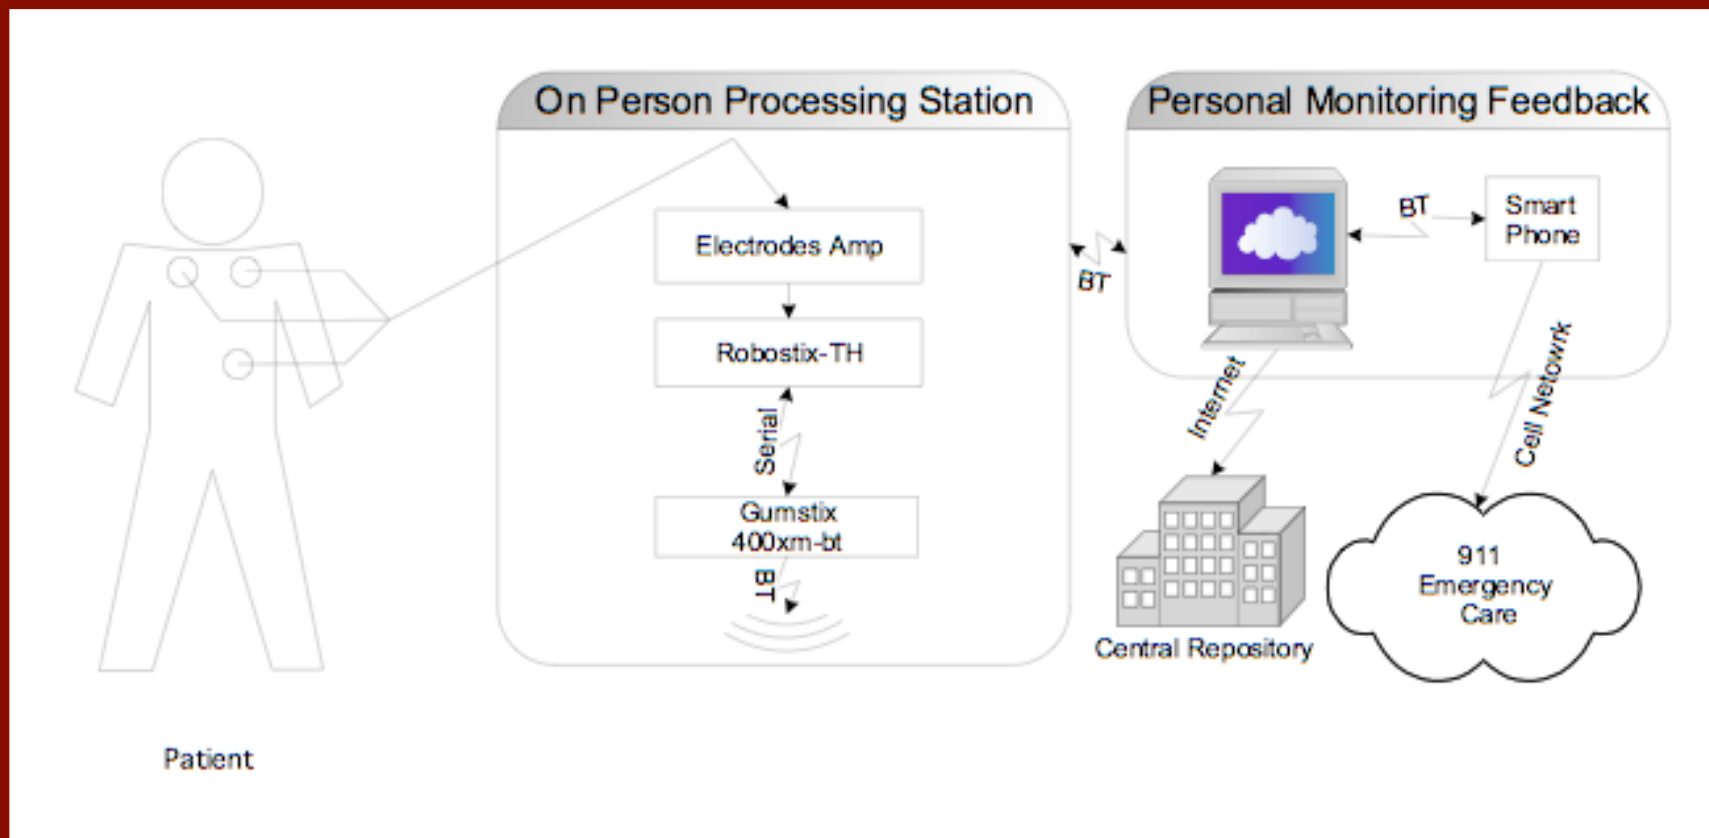 On Person Processing Station
Personal Monitoring Feedback
Electrodes Amp
Robostix-TH
Serial
Gumstix
400xm-bt
BT
BT
BT
Smart
Phone
Internet
Cell Netowrk
Central Repository
911
Emergency
Care
Patient